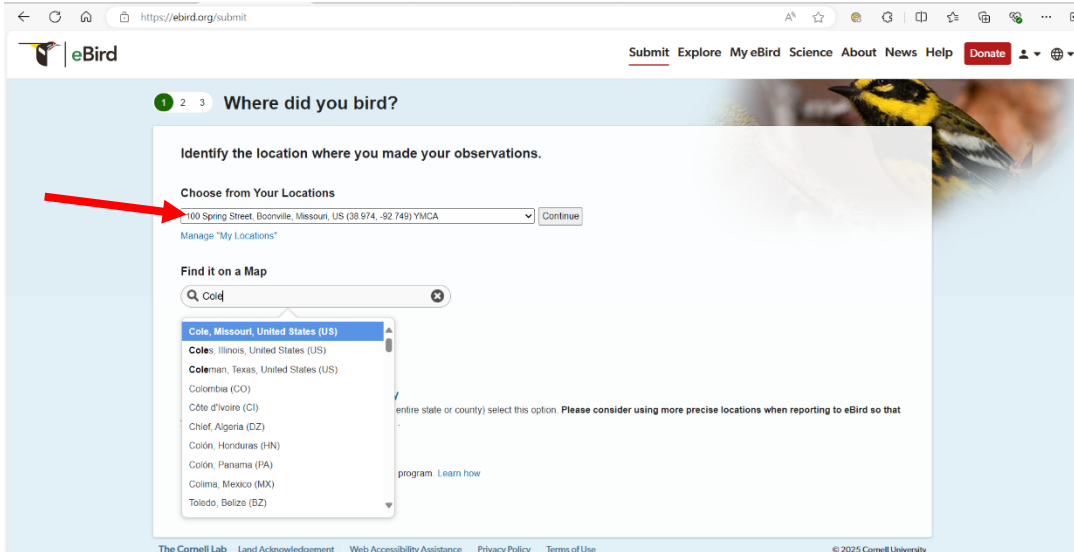 https://ebird.org/submit
eBird
Submit Explore My eBird Science About News Help Donate
1 2 3 Where did you bird?
Identify the location where you made your observations.
Choose from Your Locations
100 Spring Street, Boonville, Missouri, US (38.974, -92.749) YMCA Continue
Manage "My Locations"
Find it on a Map
Cole
Cole, Missouri, United States (US)
Coles, Illinois, United States (US)
Coleman, Texas, United States (US)
Colombia (CO)
Côte d'Ivoire (CI)
entire state or county) select this option. Please consider using more precise locations when reporting to eBird so that
Chlef, Algeria (DZ)
Colón, Honduras (HN)
Colón, Panama (PA)
program. Learn how
Colima, Mexico (MX)
Toledo, Belize (BZ)
The Cornell Lab Land Acknowledgement Web Accessibility Assistance Privacy Policy Terms of Use © 2025 Cornell University